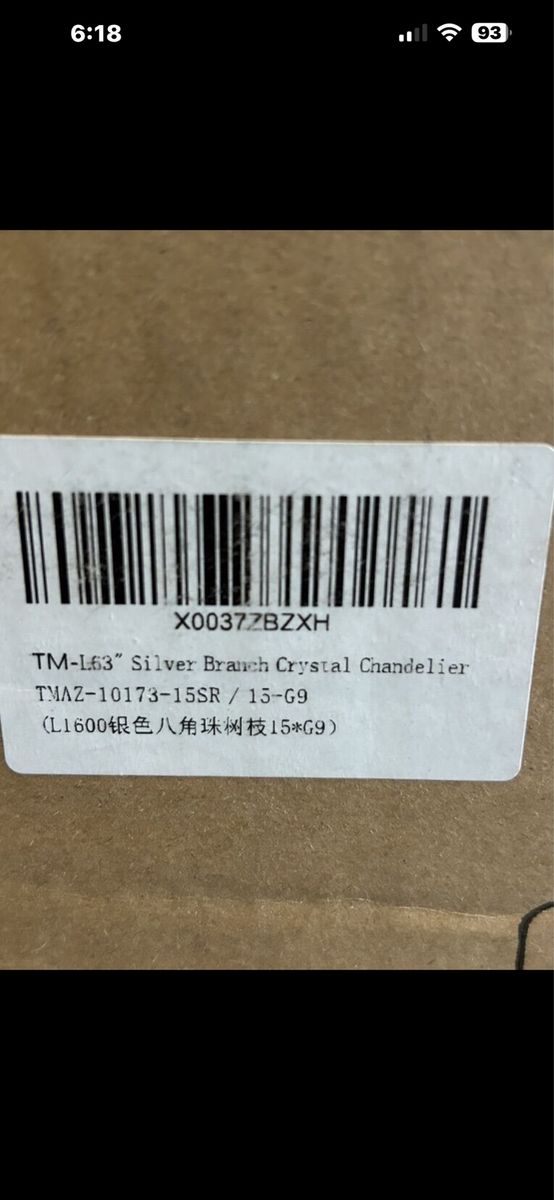 6:18
93
X0037ZBZXH
TM-L63" Silver Branch Crystal Chandelier
TMAZ-10173-15SR / 15-G9
(L1600银色八角珠树枝15*G9)